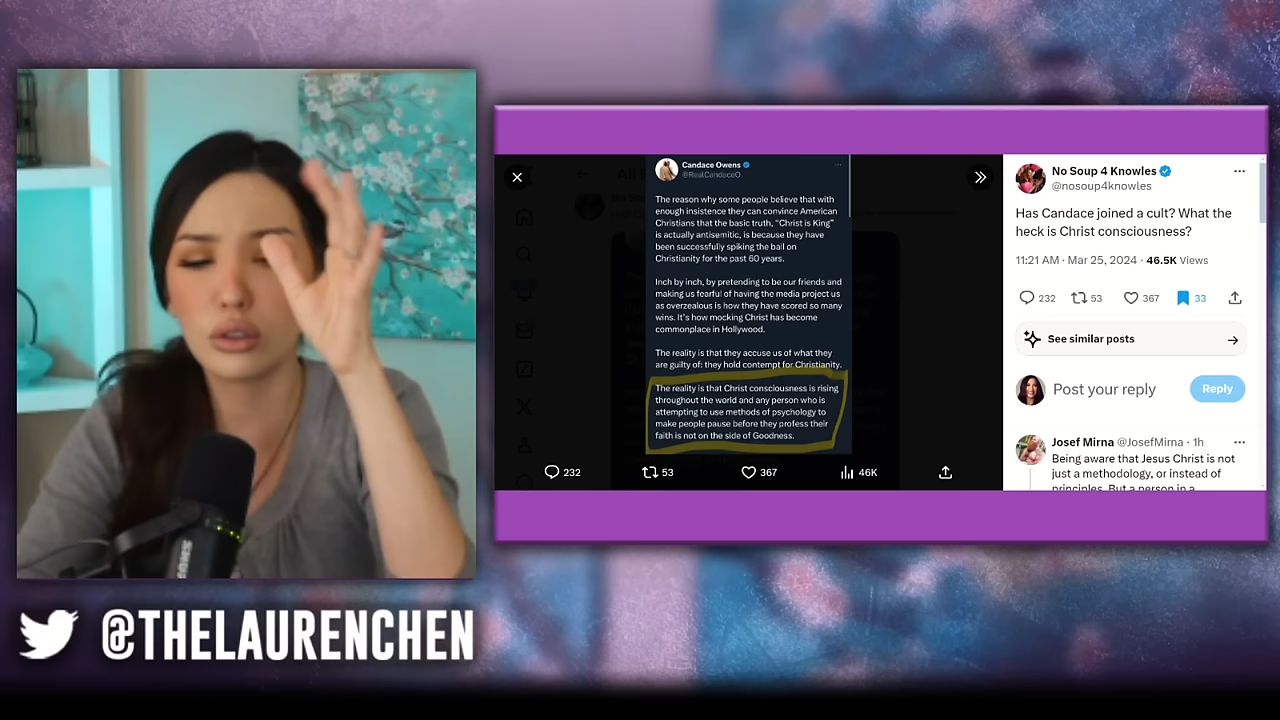 Candace Owens
@RealCandaceO
The reason why some people believe that with
enough insistence they can convince American
Christians that the basic truth, "Christ is King"
is actually antisemitic, is because they have
been successfully spiking the ball on
Christianity for the past 60 years.
Inch by inch, by pretending to be our friends and
making us fearful of having the media project us
as overzealous is how they have scored so many
wins. It's how mocking Christ has become
commonplace in Hollywood.
The reality is that they accuse us of what they
are guilty of: they hold contempt for Christianity.
The reality is that Christ consciousness is rising
throughout the world and any person who is
attempting to use methods of psychology to
make people pause before they profess their
faith is not on the side of Goodness.
232 53 367 46K
No Soup 4 Knowles
@nosoup4knowles
Has Candace joined a cult? What the
heck is Christ consciousness?
11:21 AM · Mar 25, 2024 · 46.5K Views
232 53 367 33
See similar posts
Post your reply Reply
Josef Mirna @JosefMirna · 1h
Being aware that Jesus Christ is not
just a methodology, or instead of
principles. But a person in a
@THELAURENCHEN